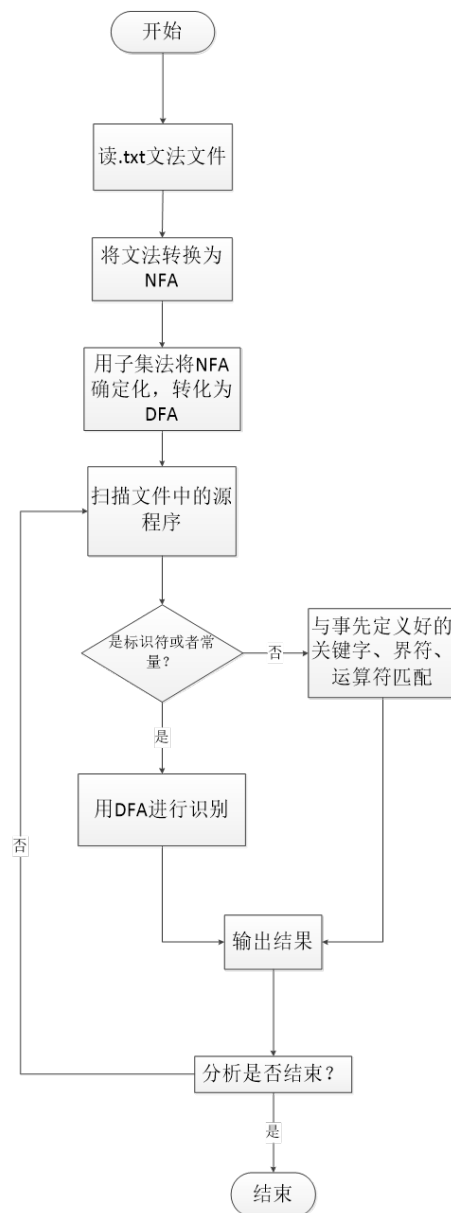 开始
读.txt文法文件
将文法转换为
NFA
用子集法将NFA
确定化，转化为
DFA
扫描文件中的源
程序
是标识符或者常
量？
否
与事先定义好的
关键字、界符、
运算符匹配
是
用DFA进行识别
否
输出结果
分析是否结束？
是
结束